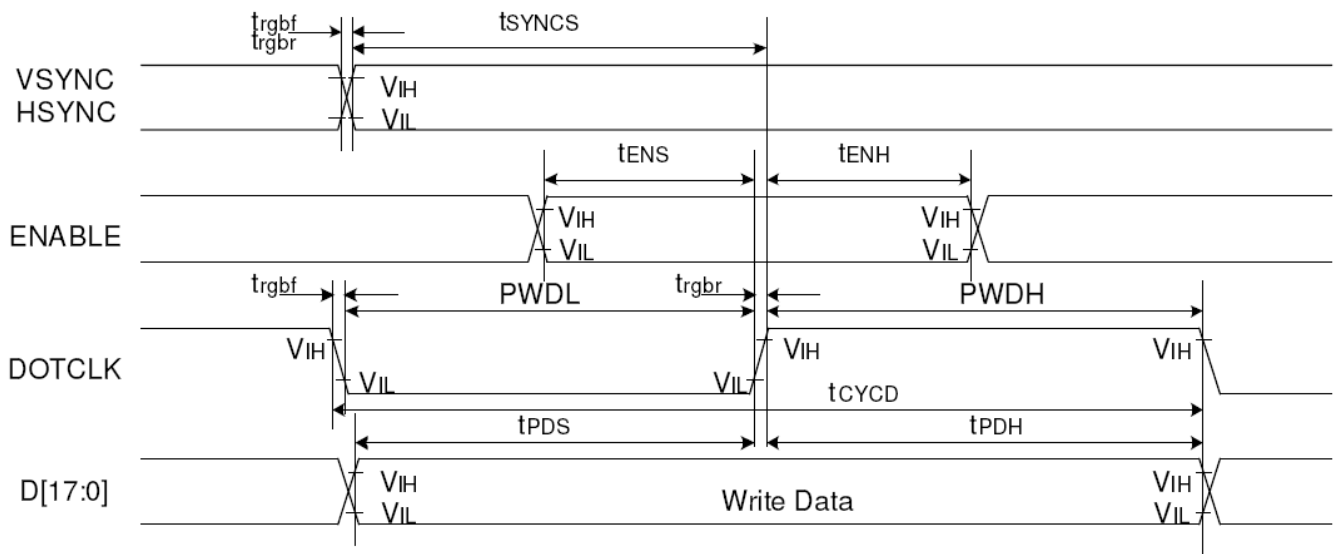 trgbf
trgbr
tSYNCS
VSYNC
HSYNC
VIH
VIL
tENS
tENH
ENABLE
VIH
VIL
VIH
VIL
trgbf
PWDL
trgbr
PWDH
DOTCLK
VIH
VIL
VIL
VIH
VIH
tCYCD
tPDS
tPDH
D[17:0]
VIH
VIL
Write Data
VIH
VIL